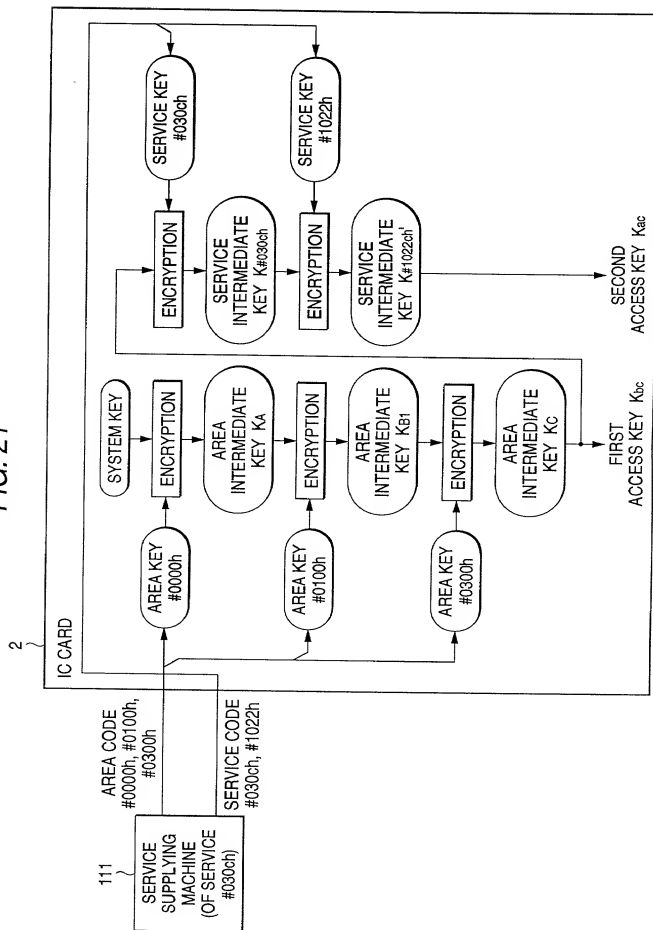 FIG.
2
IC CARD
111
SERVICE
SUPPLYING
MACHINE
(OF SERVICE
#030ch)
AREA CODE
#0000h, #0100h,
#0300h
SERVICE CODE
#030ch, #1022h
AREA KEY
#0000h
AREA KEY
#0100h
AREA KEY
#0300h
SYSTEM KEY
ENCRYPTION
AREA
INTERMEDIATE
KEY KA
ENCRYPTION
AREA
INTERMEDIATE
KEY KB1
ENCRYPTION
AREA
INTERMEDIATE
KEY KC
FIRST
ACCESS KEY Kbc
SERVICE KEY
#030ch
ENCRYPTION
SERVICE
INTERMEDIATE
KEY K#030ch
SERVICE KEY
#1022h
ENCRYPTION
SERVICE
INTERMEDIATE
KEY K#1022ch'
SECOND
ACCESS KEY Kac